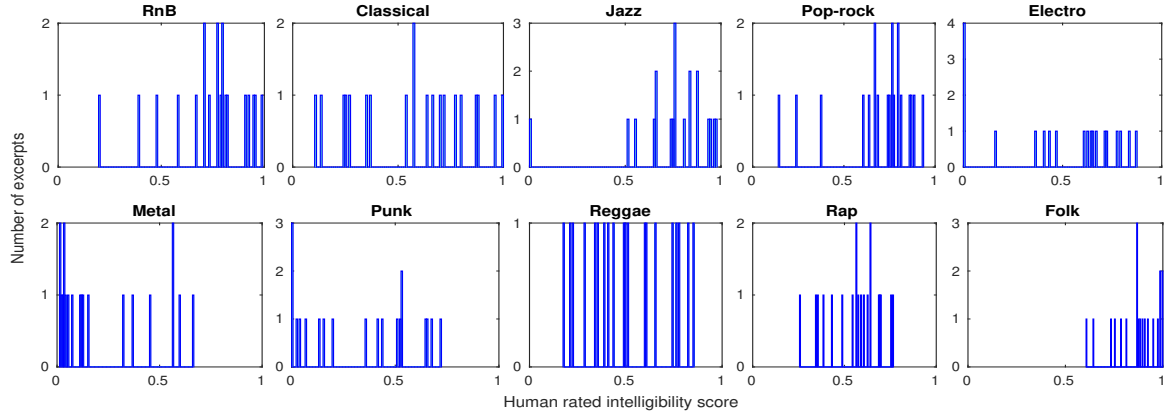 RnB Classical Jazz Pop-rock Electro
2 2 3 2 4
3
2
1 1 1 2
1
1
0 0 0 0 0
0 0.5 1 0 0.5 1 0 0.5 1 0 0.5 1 0 0.5 1
Number of excerpts
Metal Punk Reggae Rap Folk
2 3 1 2 3
2 2
1 1
1 1
0 0 0 0 0
0 0.5 1 0 0.5 1 0 0.5 1 0 0.5 1 0 0.5 1
Human rated intelligibility score